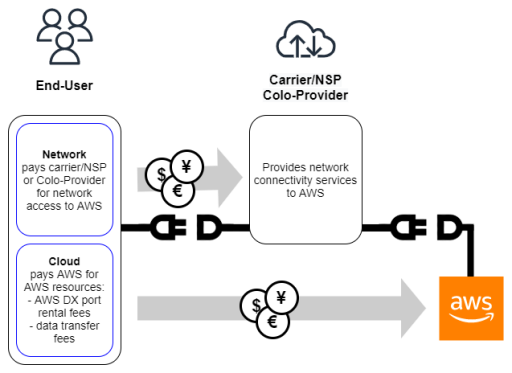 End-User
Carrier/NSP
Colo-Provider
Network
pays carrier/NSP
or Colo-Provider
for network
access to AWS
$
¥
€
Provides network
connectivity services
to AWS
Cloud
pays AWS for
AWS resources:
- AWS DX port
rental fees
- data transfer
fees
$
¥
€
aws